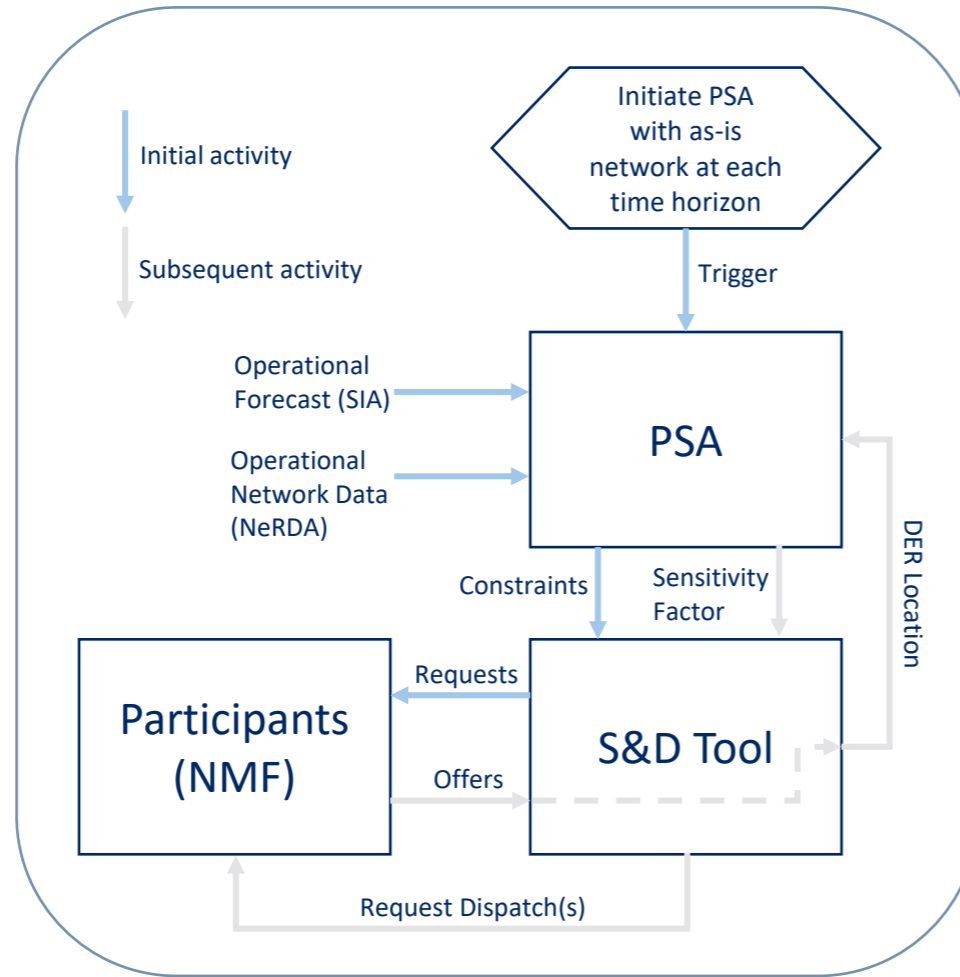 Initiate PSA
with as-is
network at each
time horizon
Initial activity
Subsequent activity
Trigger
Operational
Forecast (SIA)
Operational
Network Data
(NeRDA)
PSA
DER Location
Constraints
Sensitivity
Factor
Requests
Participants
(NMF)
S&D Tool
Offers
Request Dispatch(s)